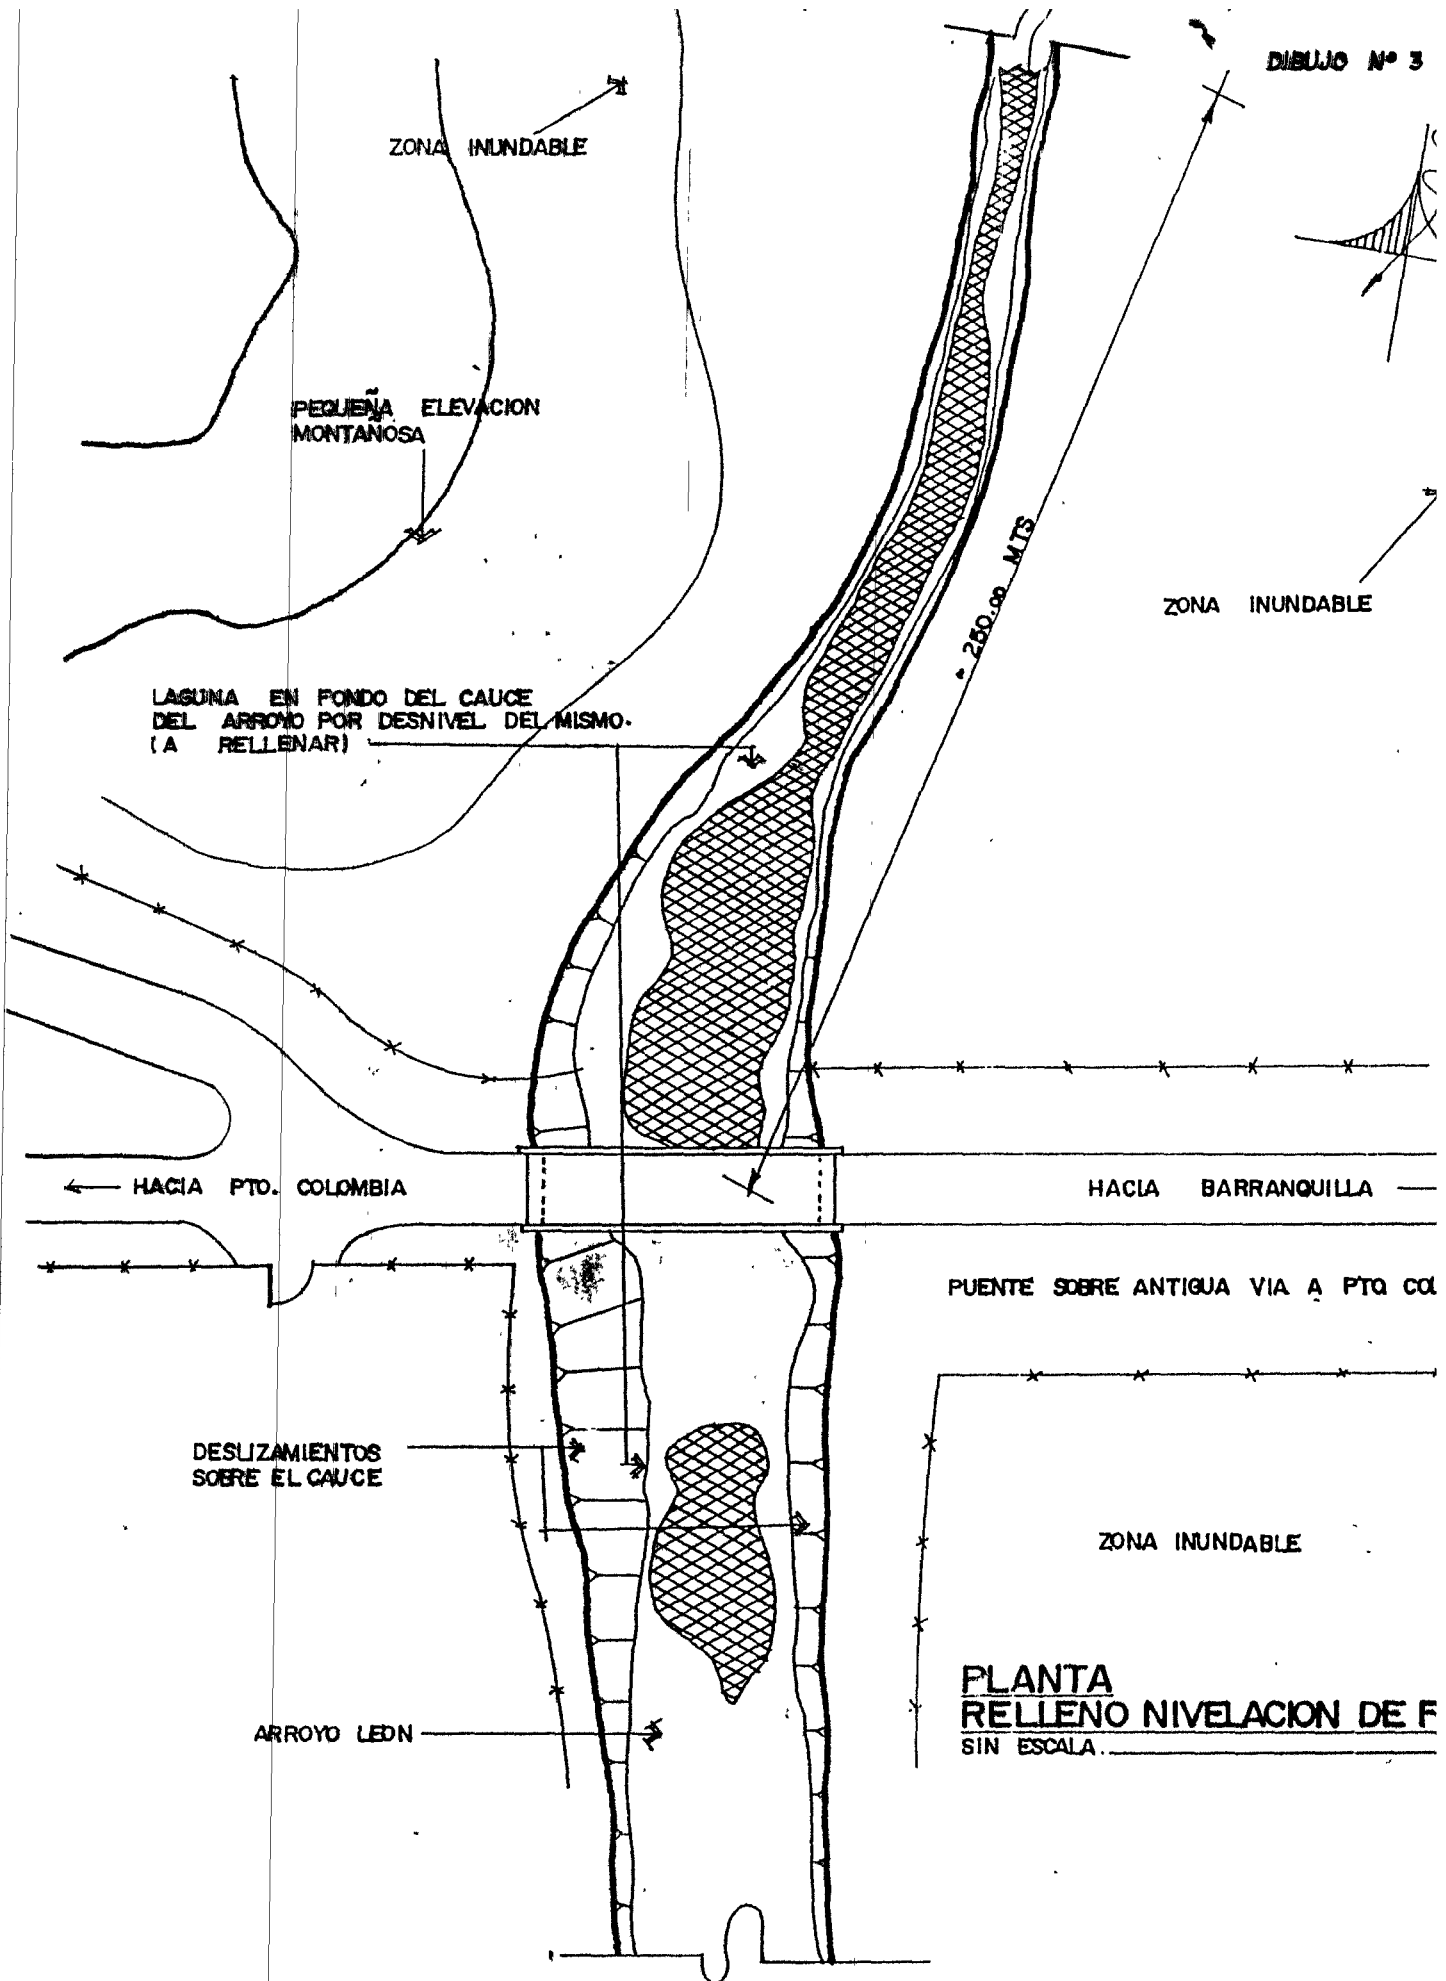 DIBUJO Nº 3
ZONA INUNDABLE
PEQUEÑA ELEVACION
MONTAÑOSA
250.00 MTS
ZONA INUNDABLE
LAGUNA EN FONDO DEL CAUCE
DEL ARROYO POR DESNIVEL DEL MISMO.
(A RELLENAR)
HACIA PTO. COLOMBIA
HACIA BARRANQUILLA
PUENTE SOBRE ANTIGUA VIA A PTO COL
DESLIZAMIENTOS
SOBRE EL CAUCE
ZONA INUNDABLE
PLANTA
RELLENO NIVELACION DE F
SIN ESCALA.
ARROYO LEON